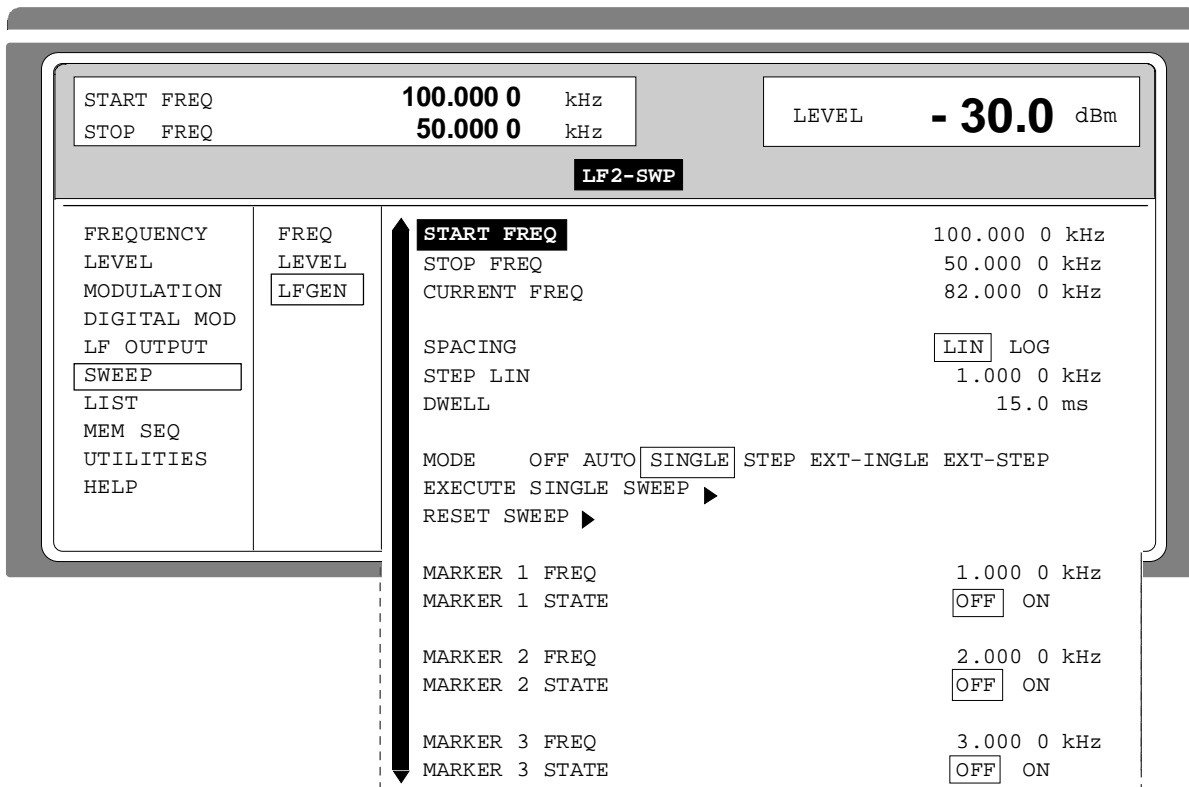 START FREQ 100.000 0 kHz
STOP FREQ 50.000 0 kHz
LEVEL - 30.0 dBm
LF2-SWP
FREQUENCY
LEVEL
MODULATION
DIGITAL MOD
LF OUTPUT
SWEEP
LIST
MEM SEQ
UTILITIES
HELP
FREQ
LEVEL
LFGEN
START FREQ 100.000 0 kHz
STOP FREQ 50.000 0 kHz
CURRENT FREQ 82.000 0 kHz
SPACING LIN LOG
STEP LIN 1.000 0 kHz
DWELL 15.0 ms
MODE OFF AUTO SINGLE STEP EXT-INGLE EXT-STEP
EXECUTE SINGLE SWEEP
RESET SWEEP
MARKER 1 FREQ 1.000 0 kHz
MARKER 1 STATE OFF ON
MARKER 2 FREQ 2.000 0 kHz
MARKER 2 STATE OFF ON
MARKER 3 FREQ 3.000 0 kHz
MARKER 3 STATE OFF ON